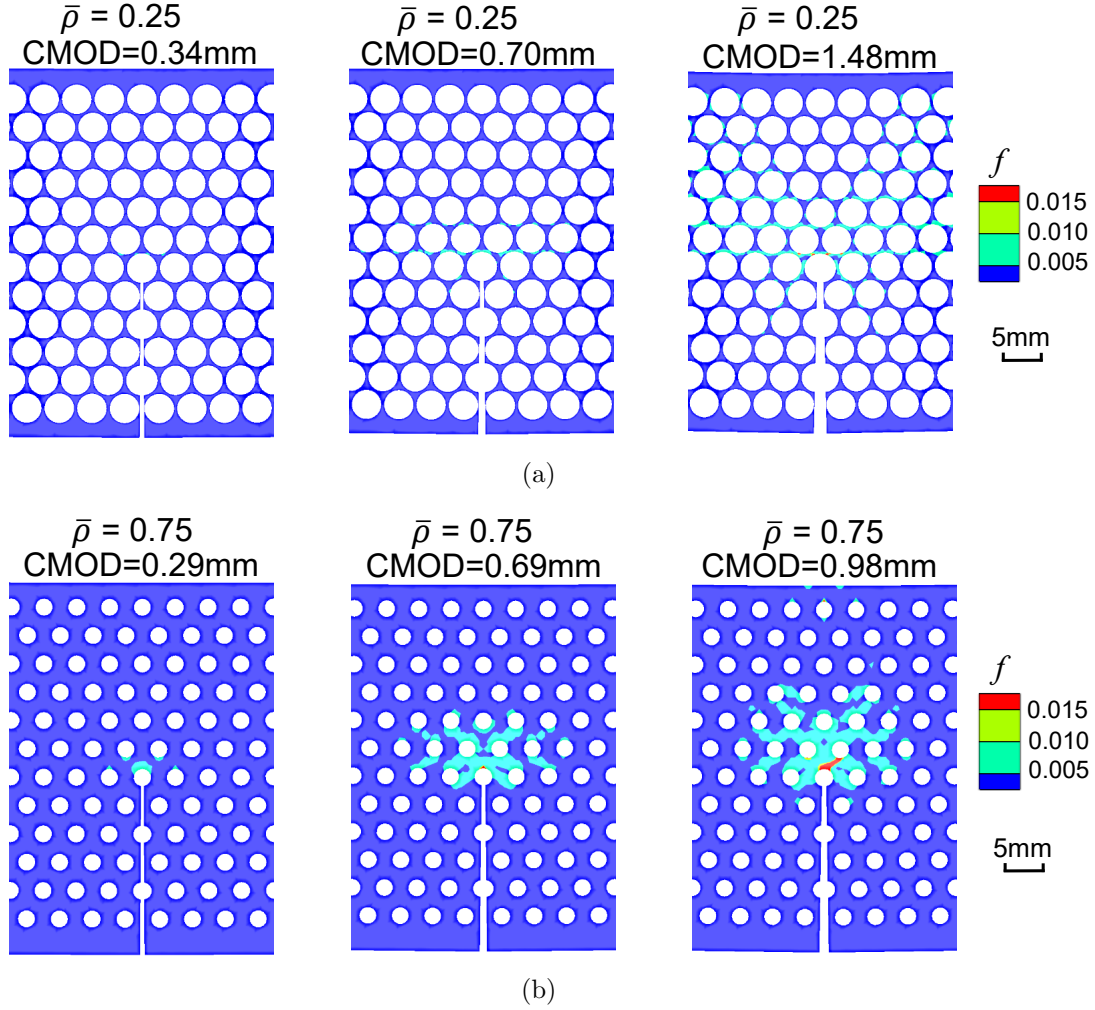 ρ̄ = 0.25
CMOD=0.34mm
ρ̄ = 0.25
CMOD=0.70mm
ρ̄ = 0.25
CMOD=1.48mm
f
0.015
0.010
0.005
5mm
(a)
ρ̄ = 0.75
CMOD=0.29mm
ρ̄ = 0.75
CMOD=0.69mm
ρ̄ = 0.75
CMOD=0.98mm
f
0.015
0.010
0.005
5mm
(b)